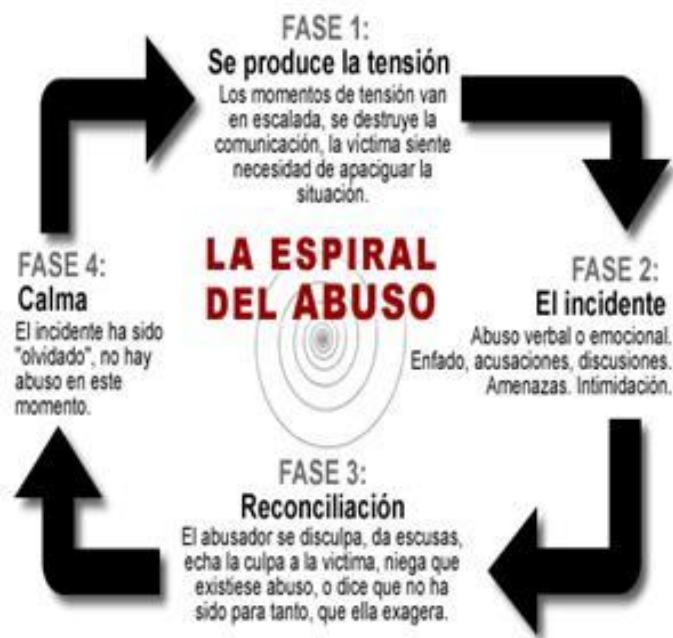 FASE 1:
Se produce la tensión
Los momentos de tensión van
en escalada, se destruye la
comunicación, la víctima siente
necesidad de apaciguar la
situación.
LA ESPIRAL
DEL ABUSO
FASE 2:
El incidente
Abuso verbal o emocional.
Enfado, acusaciones, discusiones.
Amenazas. Intimidación.
FASE 3:
Reconciliación
El abusador se disculpa, da escusas,
echa la culpa a la victima, niega que
existiese abuso, o dice que no ha
sido para tanto, que ella exagera.
FASE 4:
Calma
El incidente ha sido
"olvidado", no hay
abuso en este
momento.